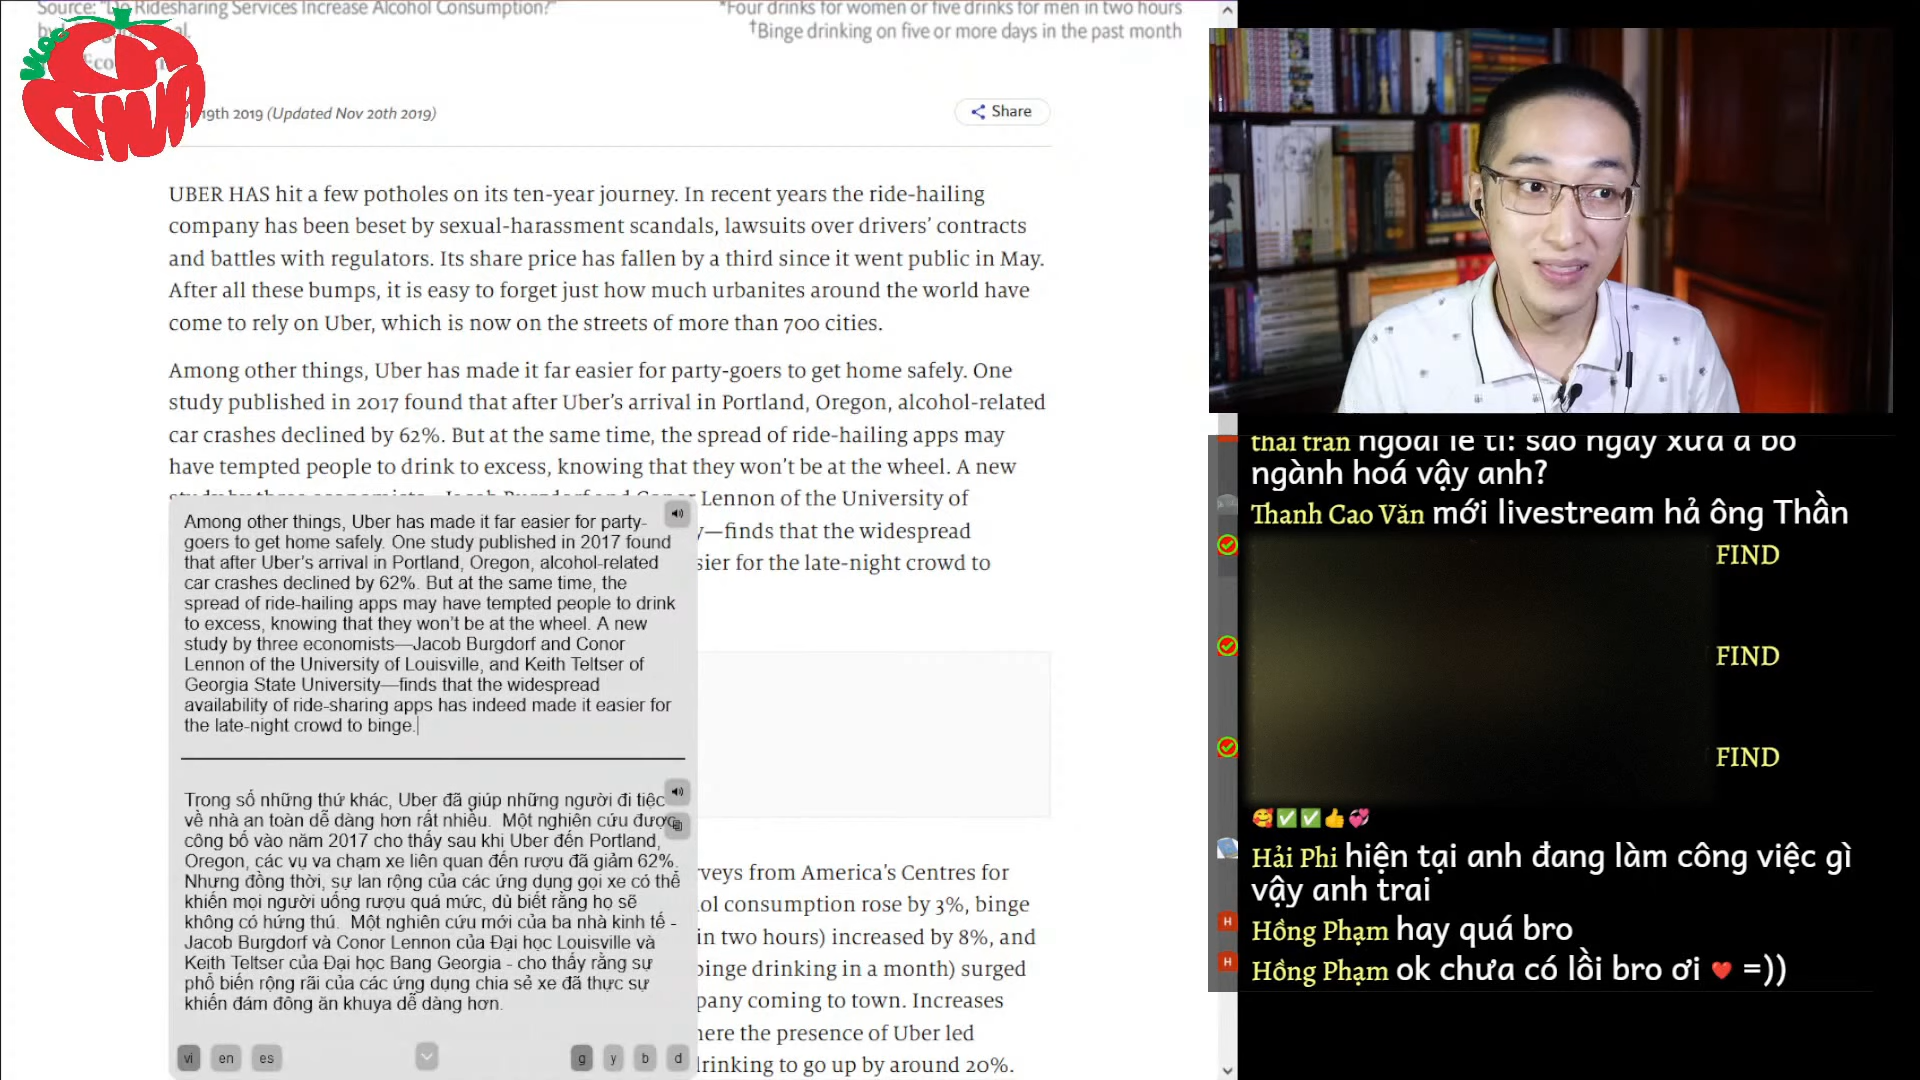 Source: "Do Ridesharing Services Increase Alcohol Consumption?"
*Four drinks for women or five drinks for men in two hours
†Binge drinking on five or more days in the past month
VLOG
CÀ CHUA
19th 2019 (Updated Nov 20th 2019)
Share
UBER HAS hit a few potholes on its ten-year journey. In recent years the ride-hailing
company has been beset by sexual-harassment scandals, lawsuits over drivers’ contracts
and battles with regulators. Its share price has fallen by a third since it went public in May.
After all these bumps, it is easy to forget just how much urbanites around the world have
come to rely on Uber, which is now on the streets of more than 700 cities.
Among other things, Uber has made it far easier for party-goers to get home safely. One
study published in 2017 found that after Uber’s arrival in Portland, Oregon, alcohol-related
car crashes declined by 62%. But at the same time, the spread of ride-hailing apps may
have tempted people to drink to excess, knowing that they won’t be at the wheel. A new
Lennon of the University of
—finds that the widespread
sier for the late-night crowd to
Among other things, Uber has made it far easier for party-
goers to get home safely. One study published in 2017 found
that after Uber’s arrival in Portland, Oregon, alcohol-related
car crashes declined by 62%. But at the same time, the
spread of ride-hailing apps may have tempted people to drink
to excess, knowing that they won’t be at the wheel. A new
study by three economists—Jacob Burgdorf and Conor
Lennon of the University of Louisville, and Keith Teltser of
Georgia State University—finds that the widespread
availability of ride-sharing apps has indeed made it easier for
the late-night crowd to binge.
Trong số những thứ khác, Uber đã giúp những người đi tiệc
về nhà an toàn dễ dàng hơn rất nhiều. Một nghiên cứu được
công bố vào năm 2017 cho thấy sau khi Uber đến Portland,
Oregon, các vụ va chạm xe liên quan đến rượu đã giảm 62%.
Nhưng đồng thời, sự lan rộng của các ứng dụng gọi xe có thể
khiến mọi người uống rượu quá mức, dù biết rằng họ sẽ
không có hứng thú. Một nghiên cứu mới của ba nhà kinh tế -
Jacob Burgdorf và Conor Lennon của Đại học Louisville và
Keith Teltser của Đại học Bang Georgia - cho thấy rằng sự
phổ biến rộng rãi của các ứng dụng chia sẻ xe đã thực sự
khiến đám đông ăn khuya dễ dàng hơn.
vi en es g y b d
rveys from America’s Centres for
ol consumption rose by 3%, binge
in two hours) increased by 8%, and
binge drinking in a month) surged
pany coming to town. Increases
here the presence of Uber led
drinking to go up by around 20%.
thai tran ngoài lề tí: sao ngày xưa a bỏ
ngành hoá vậy anh?
Thanh Cao Văn mới livestream hả ông Thần
FIND
FIND
FIND
🥰✅✅👍💞
Hải Phi hiện tại anh đang làm công việc gì
vậy anh trai
H Hồng Phạm hay quá bro
H Hồng Phạm ok chưa có lồi bro ơi ❤ =))